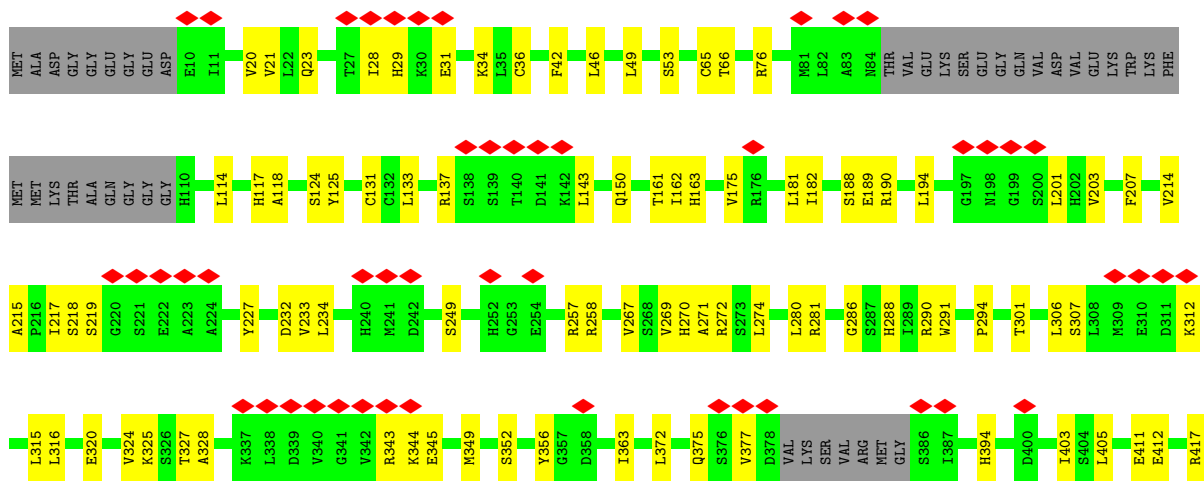 MET ALA ASP GLY GLY GLU GLY GLU ASP E10 I11 V20 V21 L22 Q23 T27 I28 H29 K30 E31 K34 L35 C36 F42 L46 L49 S53 C65 T66 R76 M81 L82 A83 N84 THR VAL GLU LYS SER GLU GLY GLN VAL ASP VAL GLU LYS TRP LYS PHE
MET MET LYS THR ALA GLN GLY GLY GLY H110 L114 H117 A118 S124 Y125 C131 C132 L133 R137 S138 S139 T140 D141 K142 L143 Q150 T161 I162 H163 V175 R176 L181 I182 S188 E189 R190 L194 G197 N198 G199 S200 L201 H202 V203 F207 V214
A215 P216 I217 S218 S219 G220 S221 E222 A223 A224 Y227 D232 V233 L234 H240 M241 D242 S249 H252 G253 E254 R257 R258 V267 S268 V269 H270 A271 R272 S273 L274 L280 R281 G286 S287 H288 I289 R290 W291 P294 T301 L306 S307 L308 M309 E310 D311 K312
L315 L316 E320 V324 K325 S326 T327 A328 K337 L338 D339 V340 G341 V342 R343 K344 E345 M349 S352 Y356 G357 D358 I363 L372 Q375 S376 V377 D378 VAL LYS SER VAL ARG MET GLY S386 I387 H394 D400 I403 S404 L405 E411 E412 R417